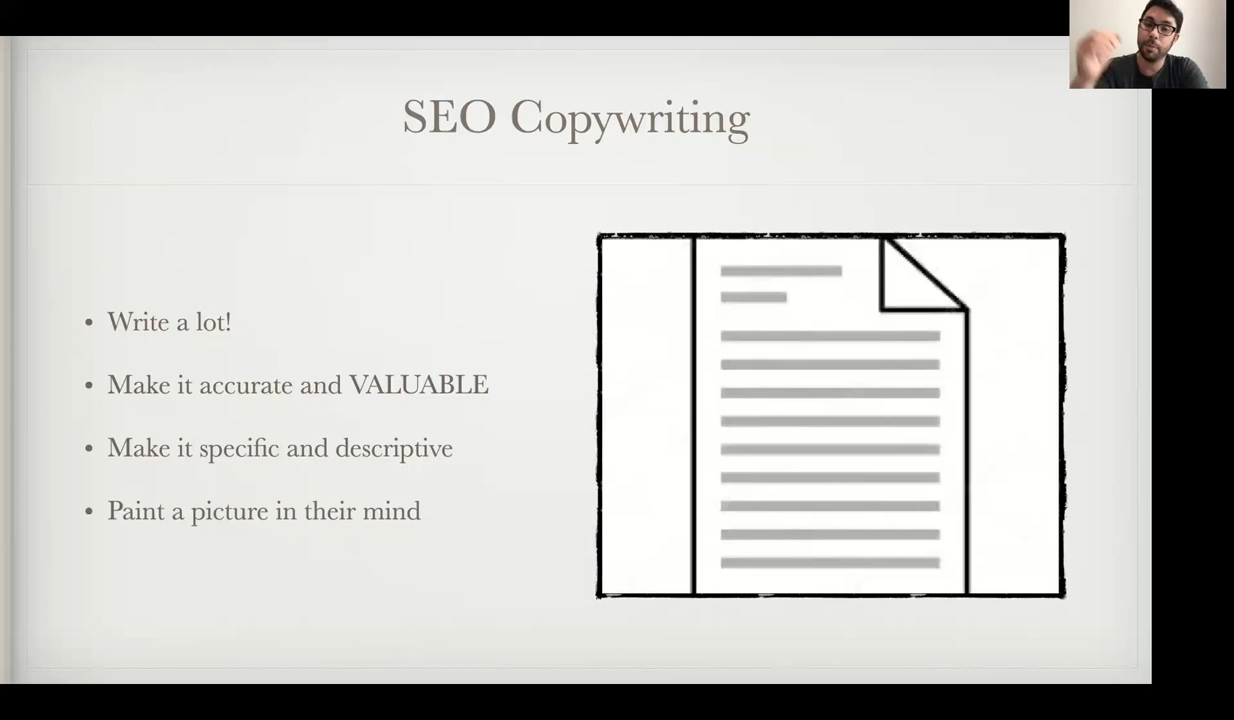 SEO Copywriting
• Write a lot!
• Make it accurate and VALUABLE
• Make it specific and descriptive
• Paint a picture in their mind